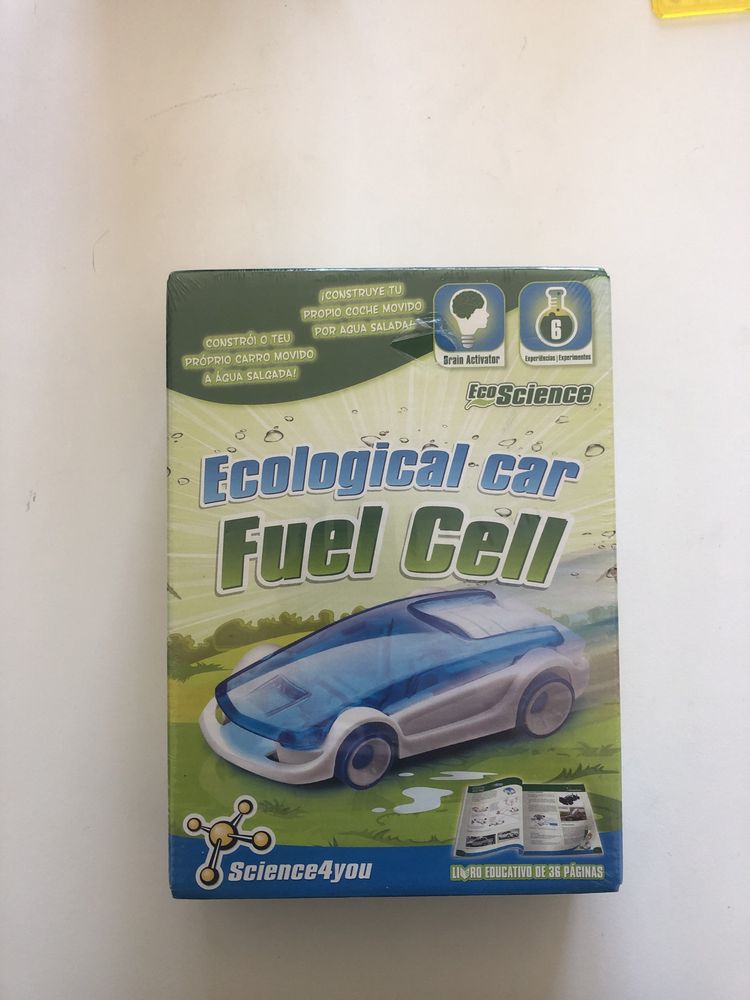 ¡CONSTRUYE TU
PROPIO COCHE MOVIDO
POR AGUA SALADA!
CONSTRÓI O TEU
PRÓPRIO CARRO MOVIDO
A ÁGUA SALGADA!
Brain Activator
6
Experiências | Experimentos
EcoScience
Ecological car
Fuel Cell
Science4you
LIVRO EDUCATIVO DE 36 PÁGINAS